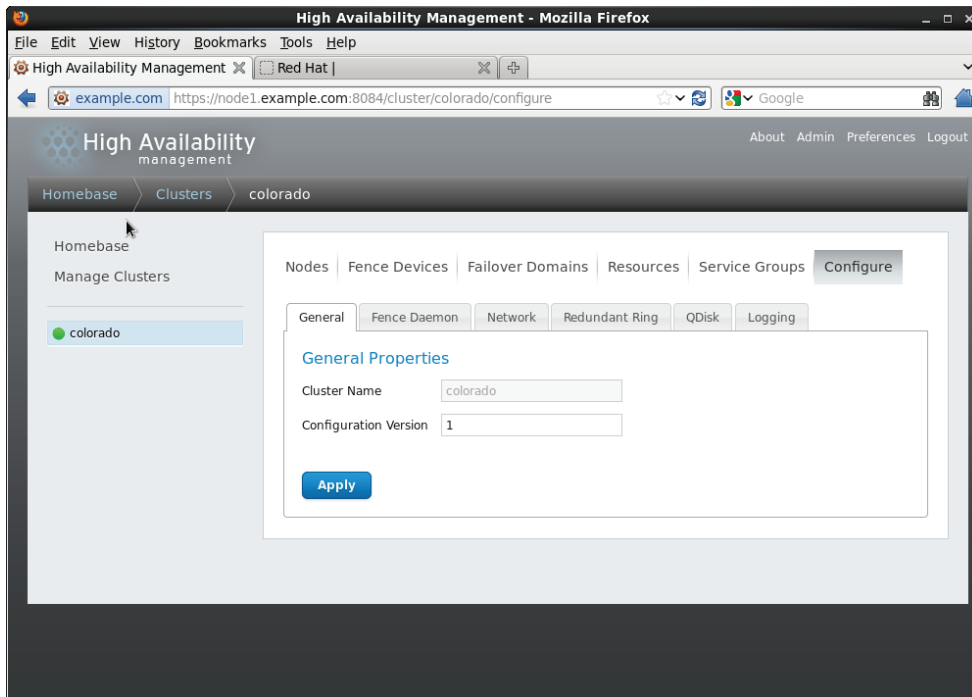 High Availability Management - Mozilla Firefox
File Edit View History Bookmarks Tools Help
High Availability Management Red Hat |
example.com https://node1.example.com:8084/cluster/colorado/configure Google
High Availability
management
About Admin Preferences Logout
Homebase Clusters colorado
Homebase
Manage Clusters
colorado
Nodes Fence Devices Failover Domains Resources Service Groups Configure
General Fence Daemon Network Redundant Ring QDisk Logging
General Properties
Cluster Name colorado
Configuration Version 1
Apply